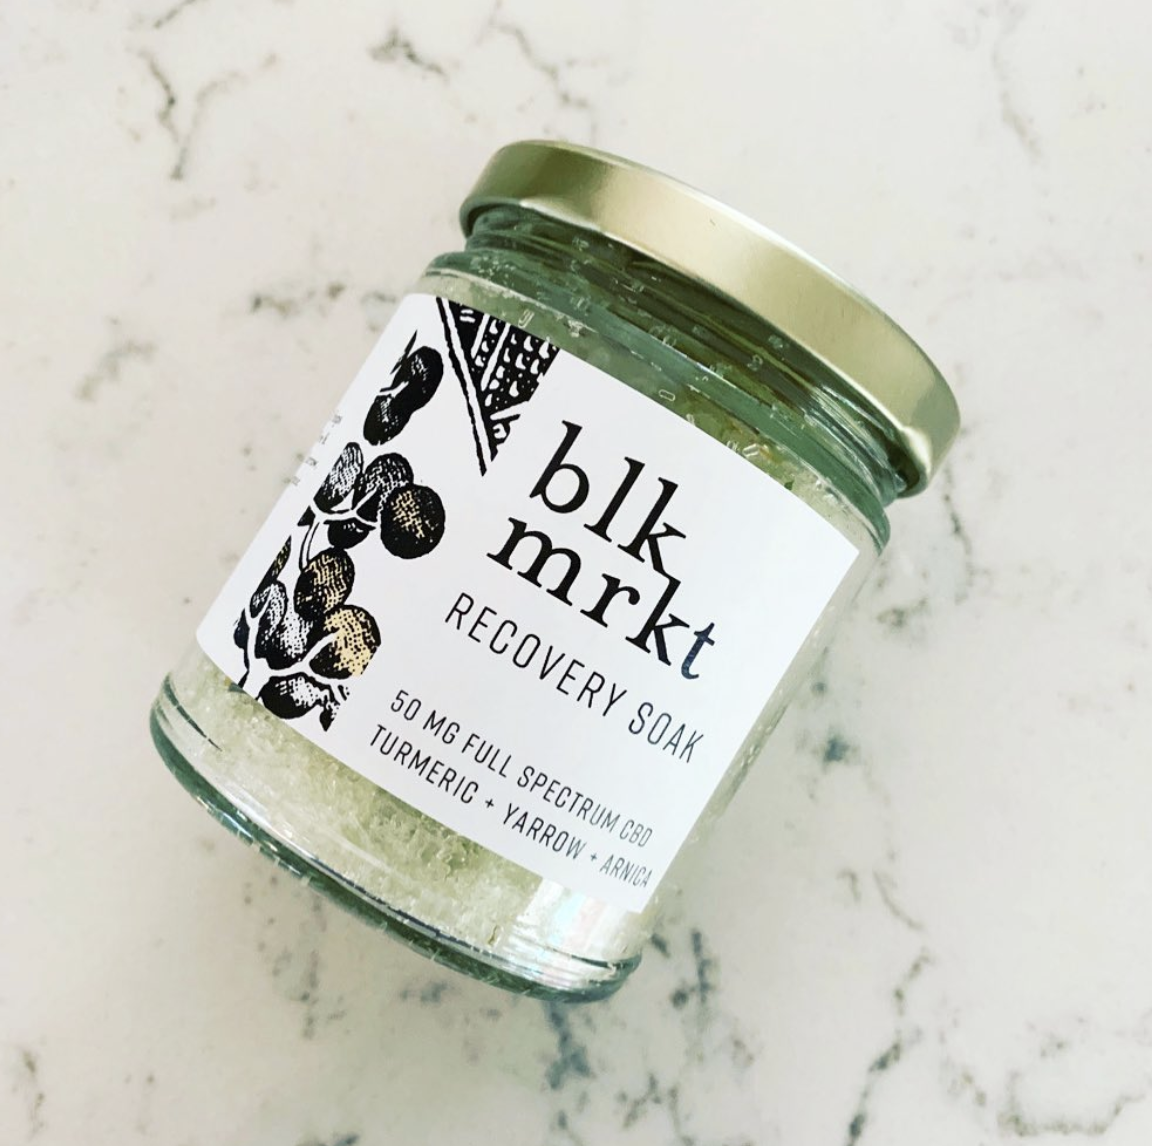 blk
mrkt
RECOVERY SOAK
50 MG FULL SPECTRUM CBD
TURMERIC + YARROW + ARNICA